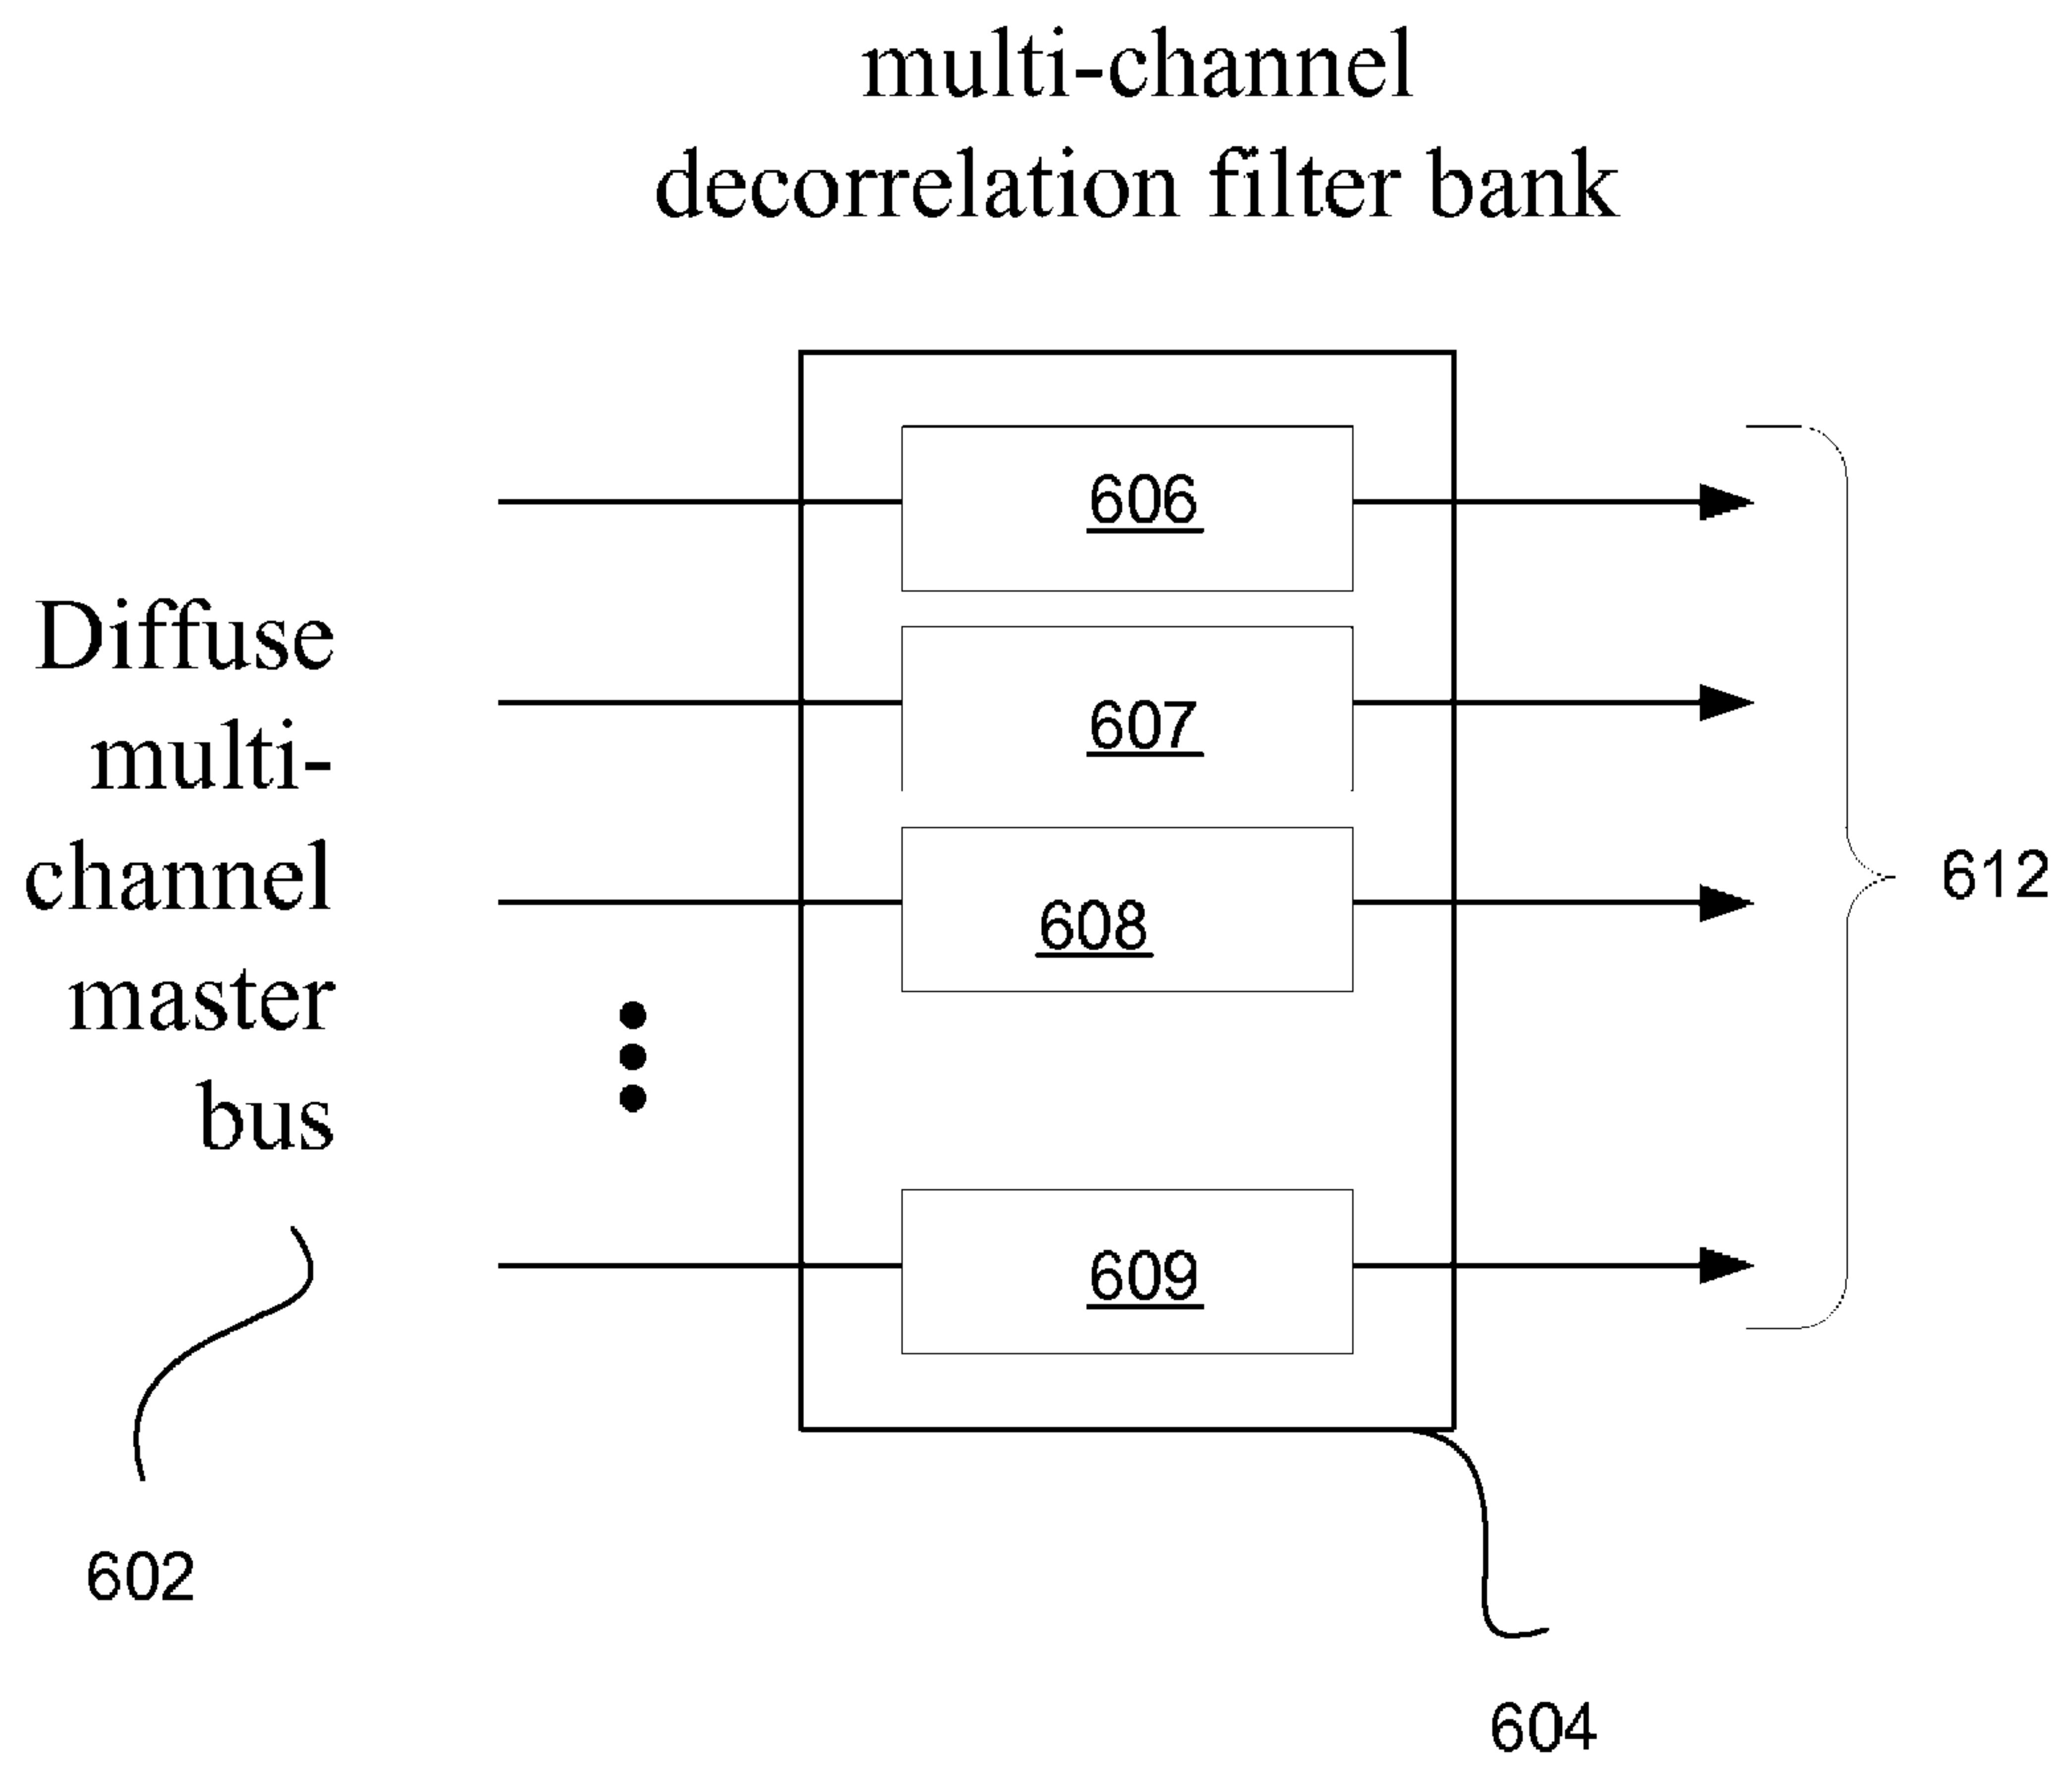 multi-channel
decorrelation filter bank
606
607
608
609
Diffuse
multi-
channel
master
bus
612
602
604